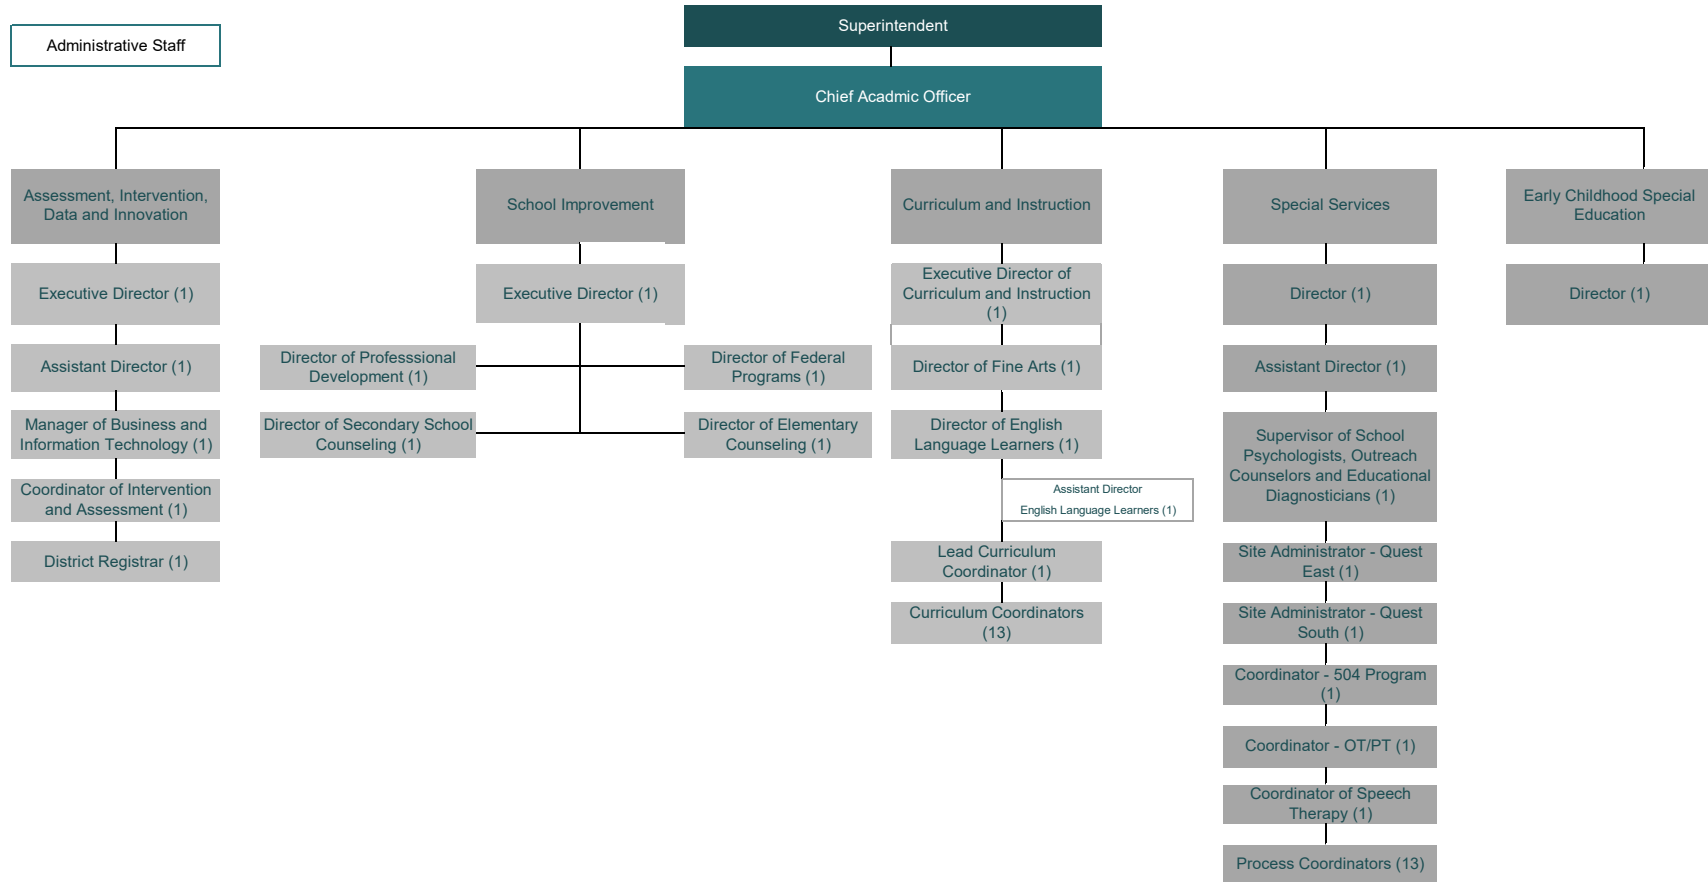 Administrative Staff
Superintendent
Chief Acadmic Officer
Assessment, Intervention,
Data and Innovation
Executive Director (1)
Assistant Director (1)
Manager of Business and
Information Technology (1)
Coordinator of Intervention
and Assessment (1)
District Registrar (1)
School Improvement
Executive Director (1)
Director of Professsional
Development (1)
Director of Federal
Programs (1)
Director of Secondary School
Counseling (1)
Director of Elementary
Counseling (1)
Curriculum and Instruction
Executive Director of
Curriculum and Instruction
(1)
Director of Fine Arts (1)
Director of English
Language Learners (1)
Assistant Director
English Language Learners (1)
Lead Curriculum
Coordinator (1)
Curriculum Coordinators
(13)
Special Services
Director (1)
Assistant Director (1)
Supervisor of School
Psychologists, Outreach
Counselors and Educational
Diagnosticians (1)
Site Administrator - Quest
East (1)
Site Administrator - Quest
South (1)
Coordinator - 504 Program
(1)
Coordinator - OT/PT (1)
Coordinator of Speech
Therapy (1)
Process Coordinators (13)
Early Childhood Special
Education
Director (1)